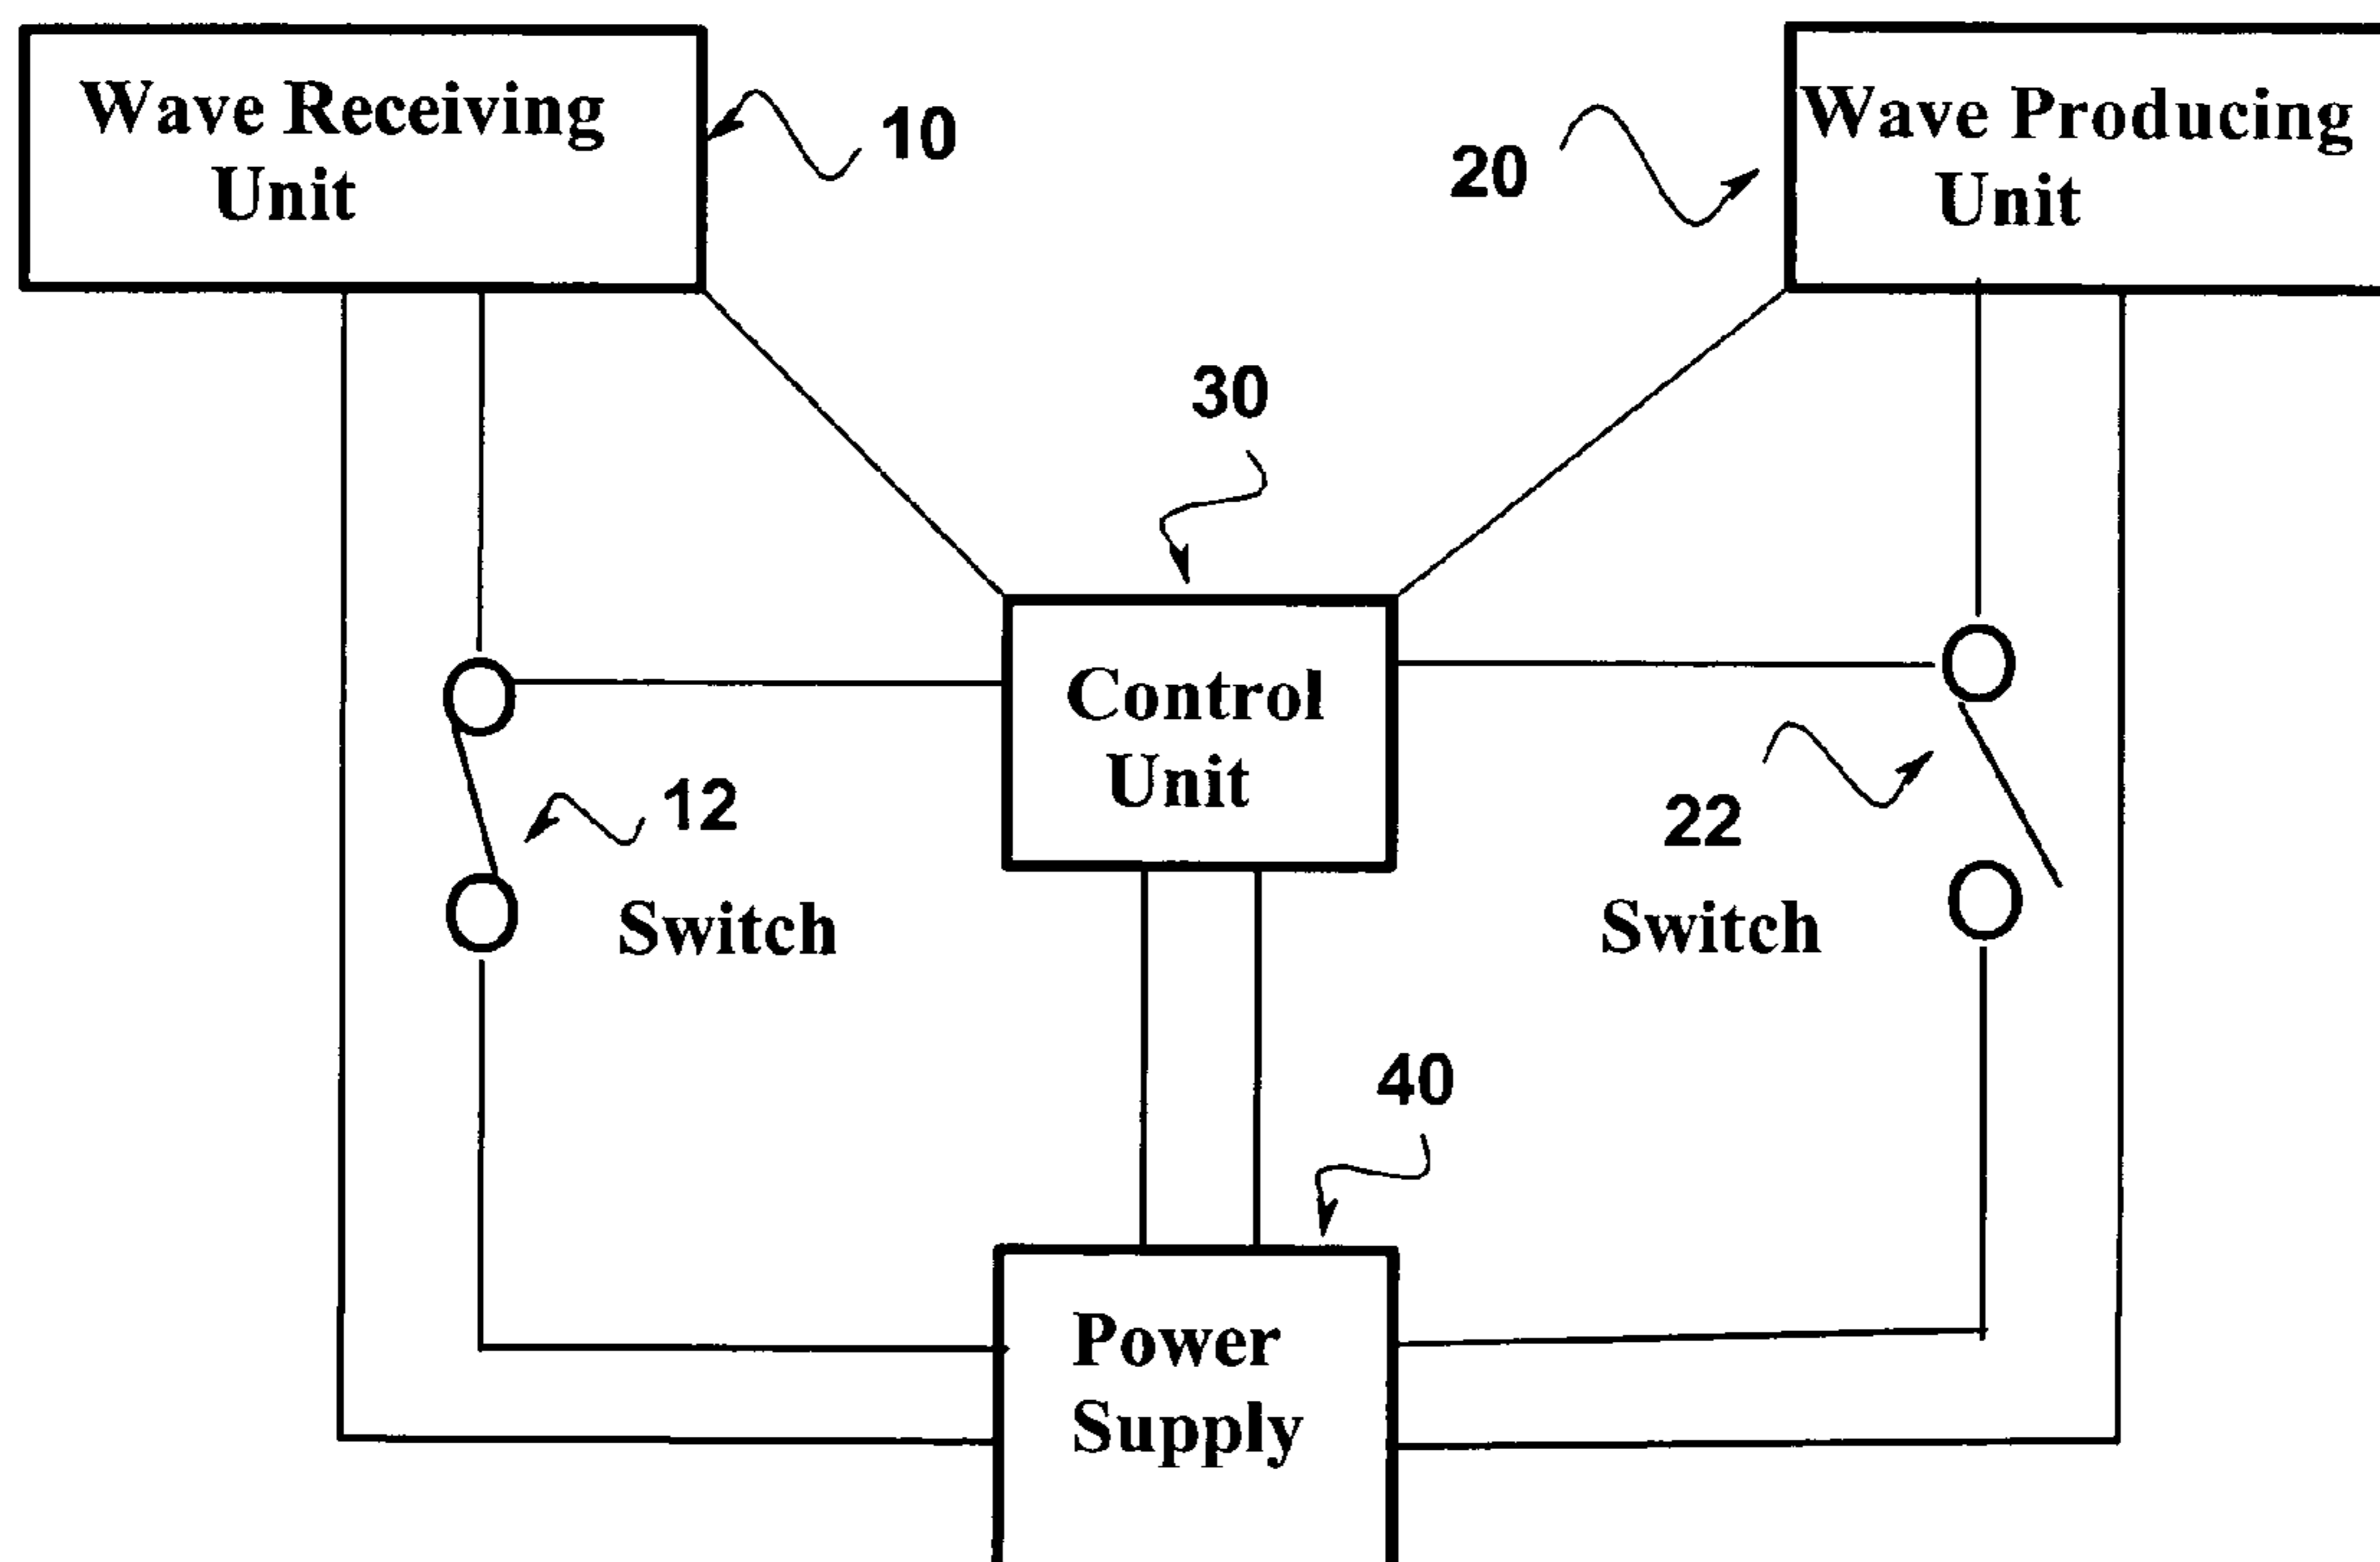 Wave Receiving
Unit
10
20
Wave Producing
Unit
30
Control
Unit
12
Switch
22
Switch
40
Power
Supply